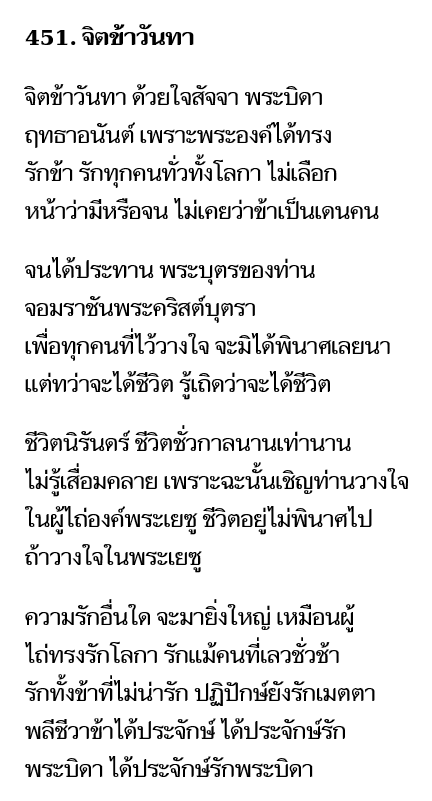 451. จิตข้าวันทา
จิตข้าวันทา ด้วยใจสัจจา พระบิดา
ฤทธาอนันต์ เพราะพระองค์ได้ทรง
รักข้า รักทุกคนทั่วทั้งโลกา ไม่เลือก
หน้าว่ามีหรือจน ไม่เคยว่าข้าเป็นเดนคน
จนได้ประทาน พระบุตรของท่าน
จอมราชันพระคริสต์บุตรา
เพื่อทุกคนที่ไว้วางใจ จะมิได้พินาศเลยนา
แต่ทว่าจะได้ชีวิต รู้เถิดว่าจะได้ชีวิต
ชีวิตนิรันดร์ ชีวิตชั่วกาลนานเท่านาน
ไม่รู้เสื่อมคลาย เพราะฉะนั้นเชิญท่านวางใจ
ในผู้ไถ่องค์พระเยซู ชีวิตอยู่ไม่พินาศไป
ถ้าวางใจในพระเยซู
ความรักอื่นใด จะมายิ่งใหญ่ เหมือนผู้
ไถ่ทรงรักโลกา รักแม้คนที่เลวชั่วช้า
รักทั้งข้าที่ไม่น่ารัก ปฏิปักษ์ยังรักเมตตา
พลีชีวาข้าได้ประจักษ์ ได้ประจักษ์รัก
พระบิดา ได้ประจักษ์รักพระบิดา